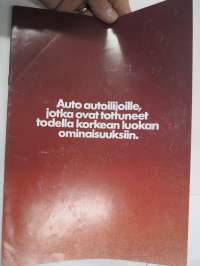 Auto autoilijoille,
jotka ovat tottuneet
todella korkean luokan
ominaisuuksiin.